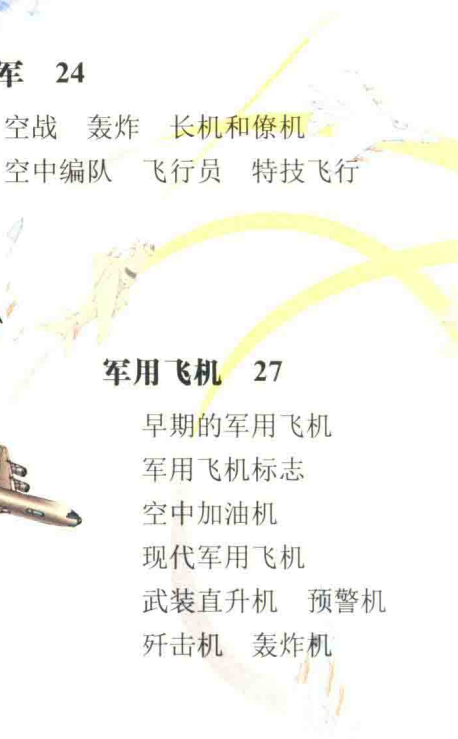 军 24
空战 轰炸 长机和僚机
空中编队 飞行员 特技飞行
军用飞机 27
早期的军用飞机
军用飞机标志
空中加油机
现代军用飞机
武装直升机 预警机
歼击机 轰炸机